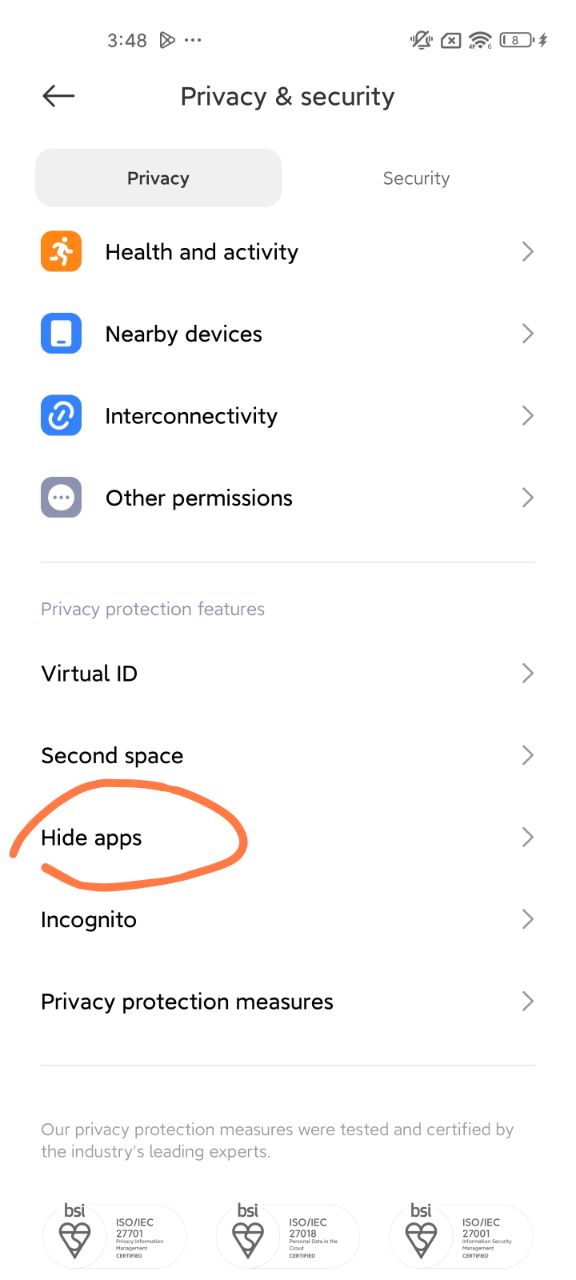 3:48 ...
8
Privacy & security
Privacy
Security
Health and activity
Nearby devices
Interconnectivity
Other permissions
Privacy protection features
Virtual ID
Second space
Hide apps
Incognito
Privacy protection measures
Our privacy protection measures were tested and certified by
the industry's leading experts.
bsi
ISO/IEC
27701
Privacy Information
Management
CERTIFIED
bsi
ISO/IEC
27018
Personal Data in the
Cloud
CERTIFIED
bsi
ISO/IEC
27001
Information Security
Management
CERTIFIED